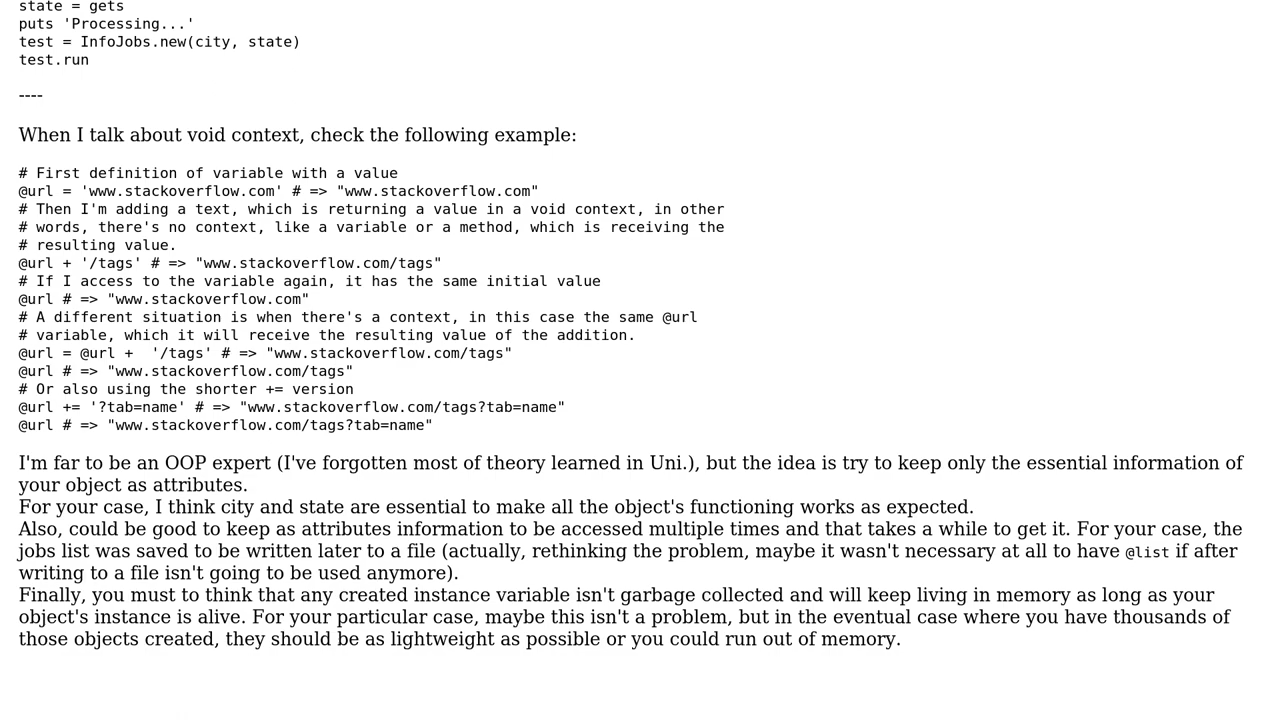 state = gets
puts 'Processing...'
test = InfoJobs.new(city, state)
test.run
----
When I talk about void context, check the following example:
# First definition of variable with a value
@url = 'www.stackoverflow.com' # => "www.stackoverflow.com"
# Then I'm adding a text, which is returning a value in a void context, in other
# words, there's no context, like a variable or a method, which is receiving the
# resulting value.
@url + '/tags' # => "www.stackoverflow.com/tags"
# If I access to the variable again, it has the same initial value
@url # => "www.stackoverflow.com"
# A different situation is when there's a context, in this case the same @url
# variable, which it will receive the resulting value of the addition.
@url = @url +  '/tags' # => "www.stackoverflow.com/tags"
@url # => "www.stackoverflow.com/tags"
# Or also using the shorter += version
@url += '?tab=name' # => "www.stackoverflow.com/tags?tab=name"
@url # => "www.stackoverflow.com/tags?tab=name"
I'm far to be an OOP expert (I've forgotten most of theory learned in Uni.), but the idea is try to keep only the essential information of
your object as attributes.
For your case, I think city and state are essential to make all the object's functioning works as expected.
Also, could be good to keep as attributes information to be accessed multiple times and that takes a while to get it. For your case, the
jobs list was saved to be written later to a file (actually, rethinking the problem, maybe it wasn't necessary at all to have @list if after
writing to a file isn't going to be used anymore).
Finally, you must to think that any created instance variable isn't garbage collected and will keep living in memory as long as your
object's instance is alive. For your particular case, maybe this isn't a problem, but in the eventual case where you have thousands of
those objects created, they should be as lightweight as possible or you could run out of memory.